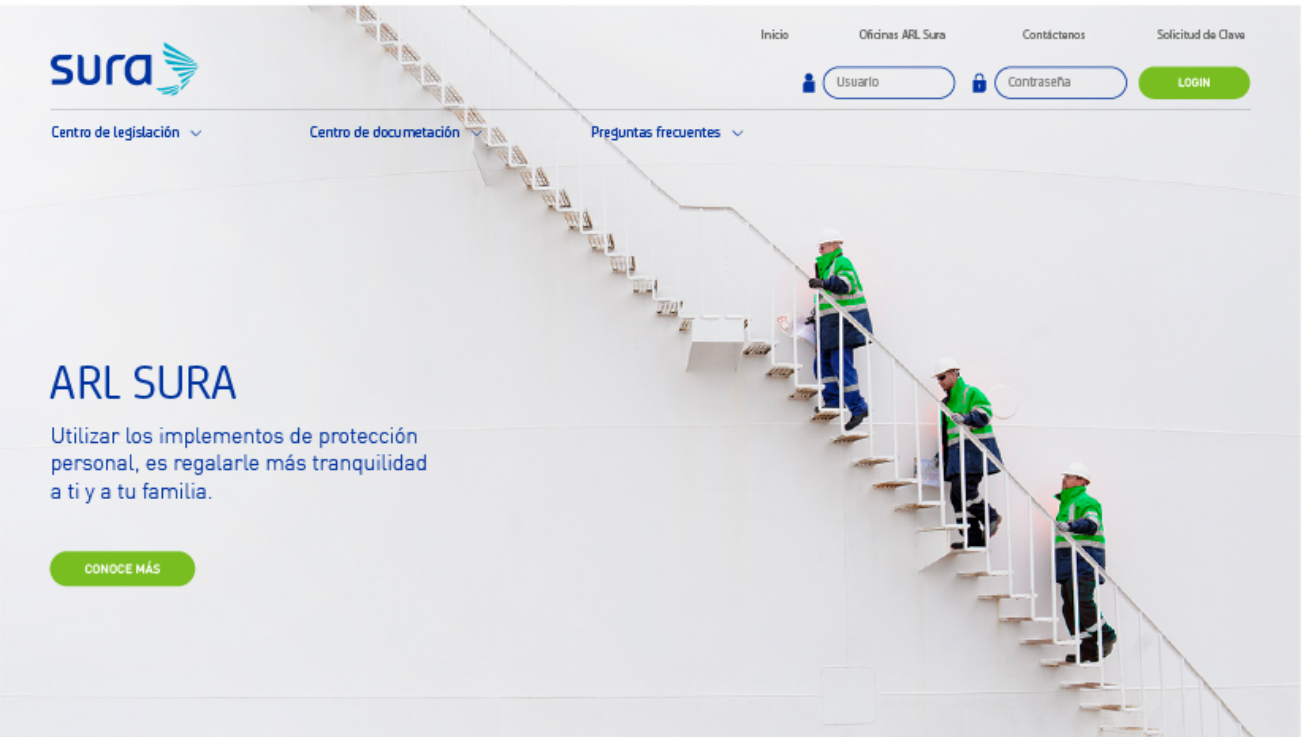 Inicio Oficinas ARL Sura Contáctenos Solicitud de Clave
sura
Usuario Contraseña LOGIN
Centro de legislación Centro de documetación Preguntas frecuentes
ARL SURA
Utilizar los implementos de protección
personal, es regalarle más tranquilidad
a ti y a tu familia.
CONOCE MÁS